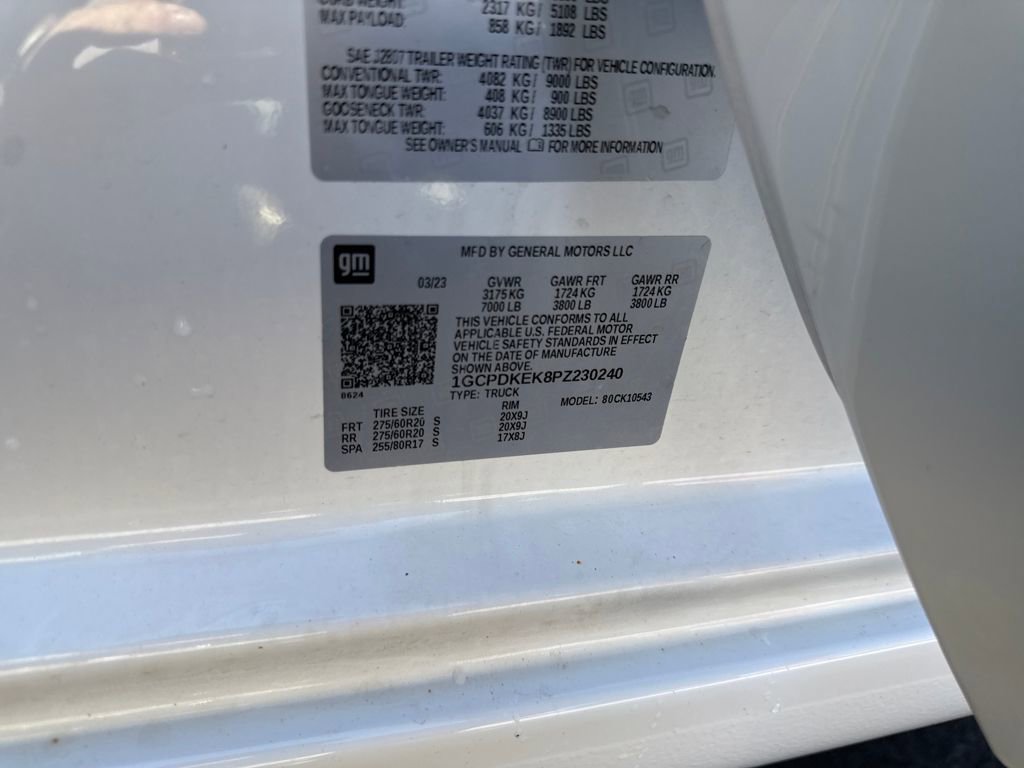 2317 KG/ 5108 LBS
MAX PAYLOAD: 858 KG/ 1892 LBS
SAE J2807 TRAILER WEIGHT RATING (TWR) FOR VEHICLE CONFIGURATION.
CONVENTIONAL TWR: 4082 KG/ 9000 LBS
MAX TONGUE WEIGHT: 408 KG/ 900 LBS
GOOSENECK TWR: 4037 KG/ 8900 LBS
MAX TONGUE WEIGHT: 606 KG/ 1335 LBS
SEE OWNER'S MANUAL FOR MORE INFORMATION
gm
MFD BY GENERAL MOTORS LLC
03/23 GVWR GAWR FRT GAWR RR
3175 KG 1724 KG 1724 KG
7000 LB 3800 LB 3800 LB
THIS VEHICLE CONFORMS TO ALL
APPLICABLE U.S. FEDERAL MOTOR
VEHICLE SAFETY STANDARDS IN EFFECT
ON THE DATE OF MANUFACTURE
SHOWN ABOVE.
1GCPDKEK8PZ230240
8624
TYPE: TRUCK MODEL: 80CK10543
TIRE SIZE RIM
FRT 275/60R20 S 20X9J
RR 275/60R20 S 20X9J
SPA 255/80R17 S 17X8J